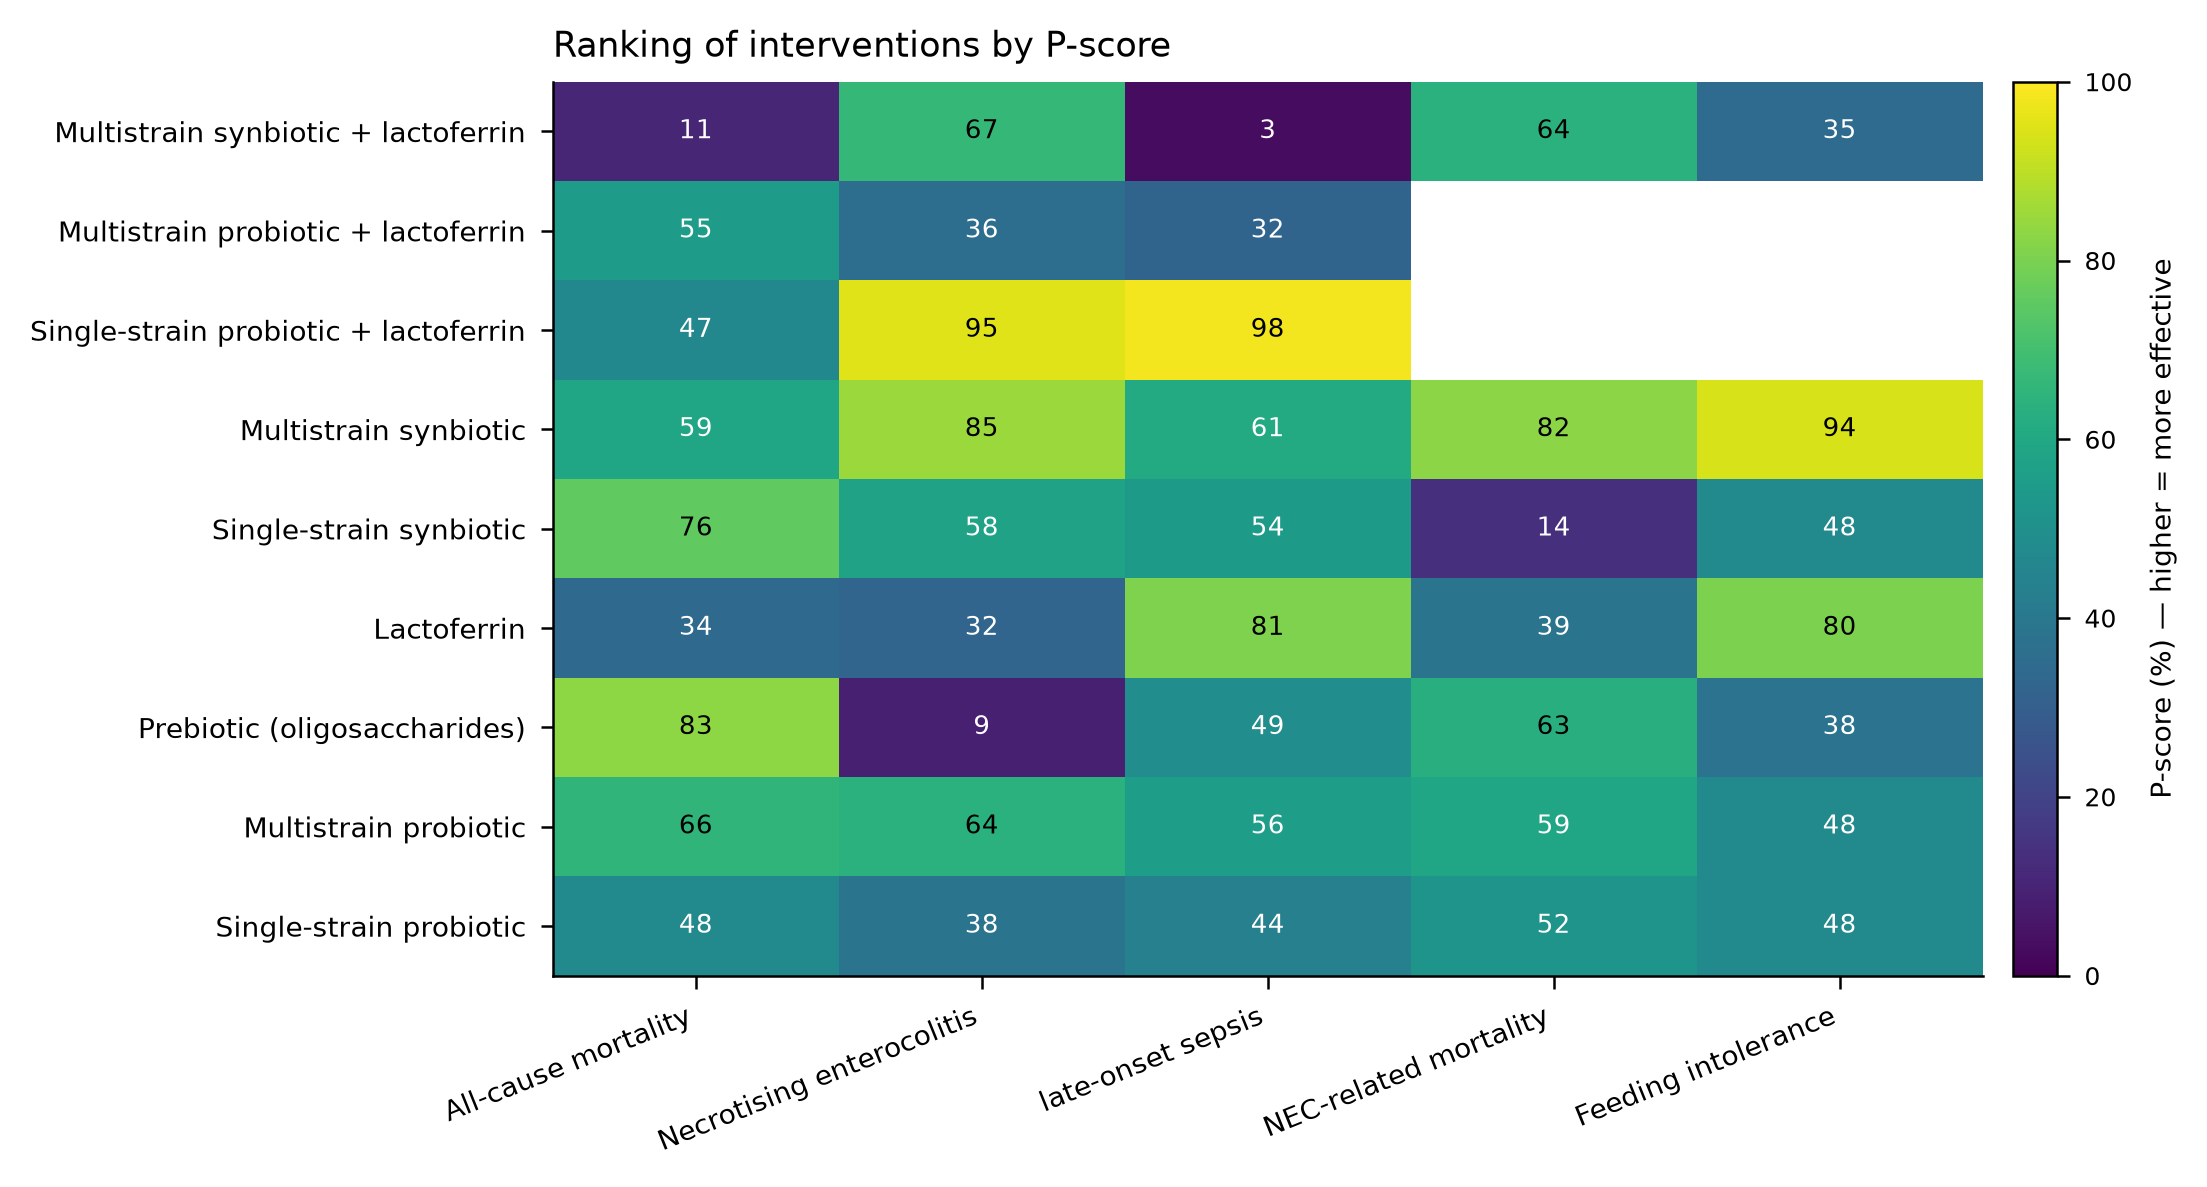 Ranking of interventions by P-score
Multistrain synbiotic + lactoferrin 11 67 3 64 35
Multistrain probiotic + lactoferrin 55 36 32
Single-strain probiotic + lactoferrin 47 95 98
Multistrain synbiotic 59 85 61 82 94
Single-strain synbiotic 76 58 54 14 48
Lactoferrin 34 32 81 39 80
Prebiotic (oligosaccharides) 83 9 49 63 38
Multistrain probiotic 66 64 56 59 48
Single-strain probiotic 48 38 44 52 48
All-cause mortality
Necrotising enterocolitis
late-onset sepsis
NEC-related mortality
Feeding intolerance
100
80
60
40
20
0
P-score (%) — higher = more effective